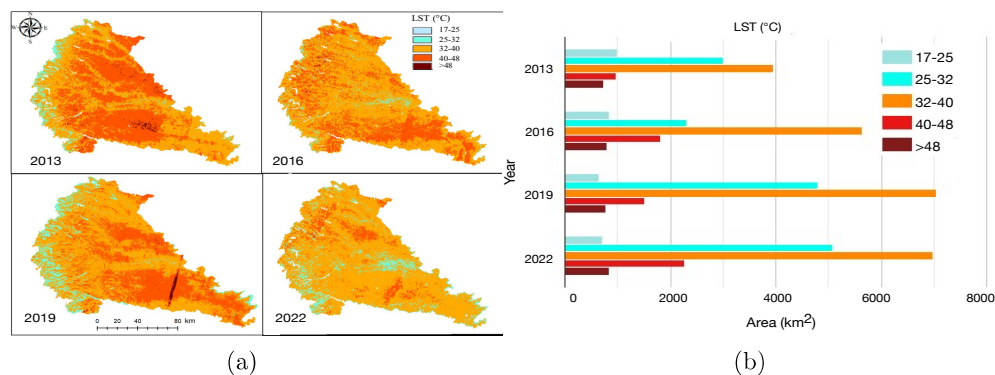 N
W E
S
LST (°C)
17-25
25-32
32-40
40-48
>48
2013
2016
2019
0 20 40 60 80 km
2022
(a)
LST (°C)
17-25
25-32
32-40
40-48
>48
Year
2013
2016
2019
2022
0 2000 4000 6000 8000
Area (km²)
(b)